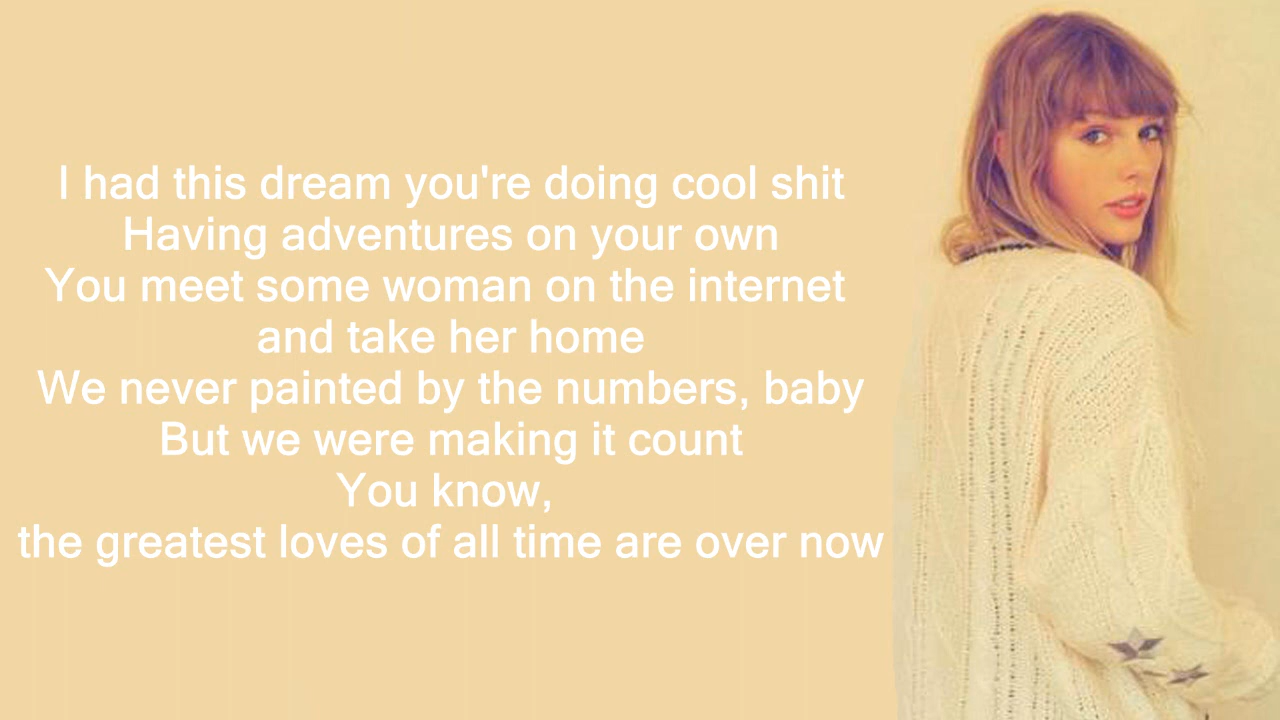 I had this dream you're doing cool shit
Having adventures on your own
You meet some woman on the internet
and take her home
We never painted by the numbers, baby
But we were making it count
You know,
the greatest loves of all time are over now